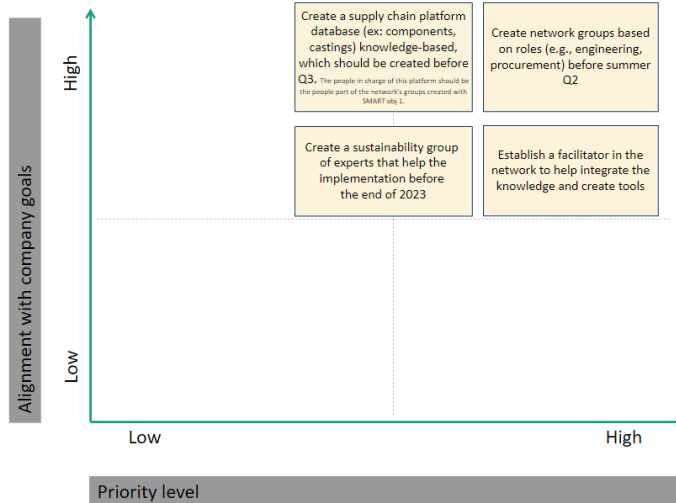 Create a supply chain platform
database (ex: components,
castings) knowledge-based,
which should be created before
Q3. The people in charge of this platform should be
the people part of the network's groups created with
SMART obj 1.
Create network groups based
on roles (e.g., engineering,
procurement) before summer
Q2
Create a sustainability group
of experts that help the
implementation before
the end of 2023
Establish a facilitator in the
network to help integrate the
knowledge and create tools
Alignment with company goals
High
Low
Low
High
Priority level